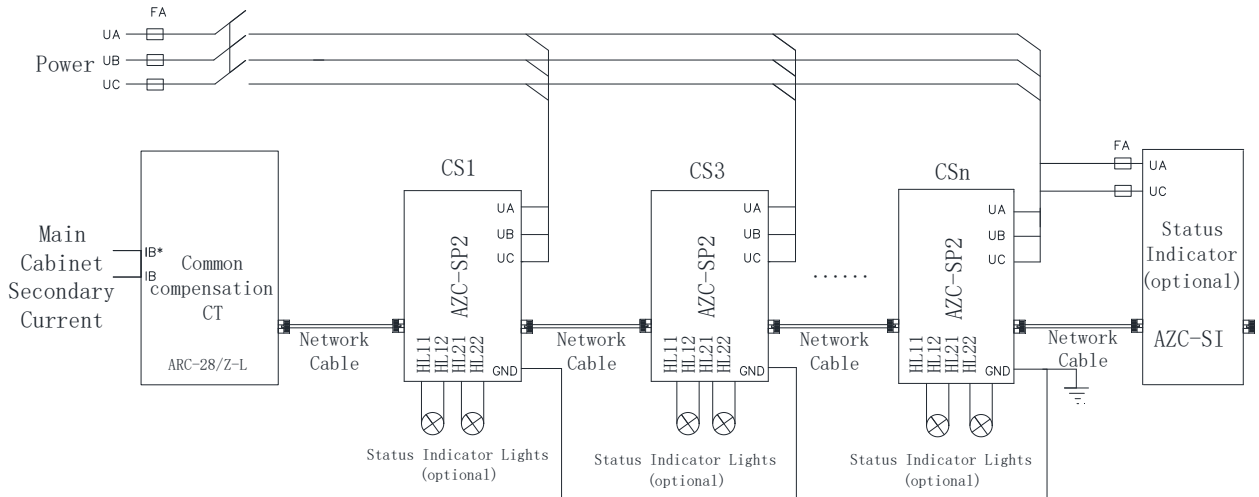 FA
UA
Power
UB
UC
Main
Cabinet
Secondary
Current
IB*
IB
Common
compensation
CT
ARC-28/Z-L
Network
Cable
CS1
UA
UB
UC
AZC-SP2
HL11
HL12
HL21
HL22
GND
Status Indicator Lights
(optional)
Network
Cable
CS3
UA
UB
UC
AZC-SP2
HL11
HL12
HL21
HL22
GND
Status Indicator Lights
(optional)
......
Network
Cable
CSn
UA
UB
UC
AZC-SP2
HL11
HL12
HL21
HL22
GND
Status Indicator Lights
(optional)
Network
Cable
FA
UA
UC
Status
Indicator
(optional)
AZC-SI